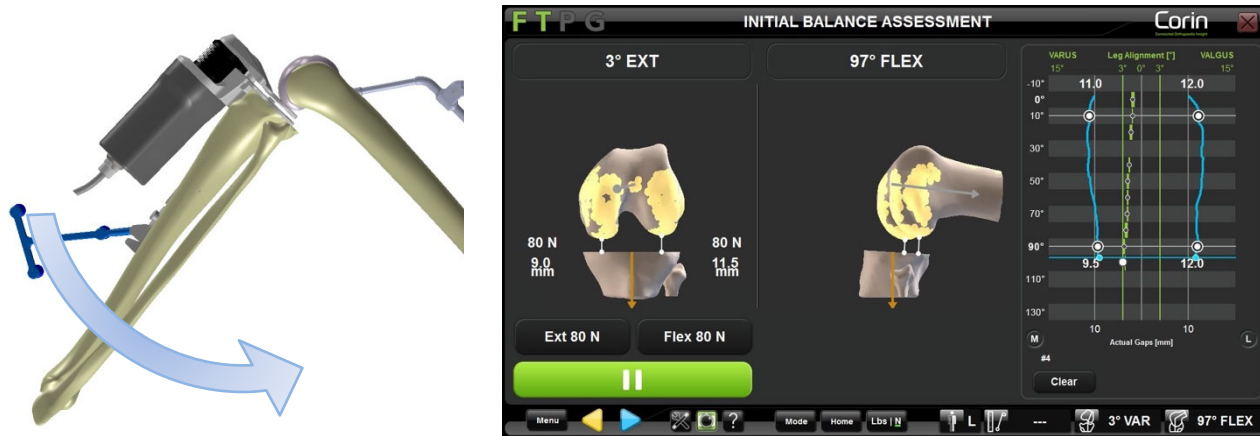 F T P G
INITIAL BALANCE ASSESSMENT
Corin
Connected Orthopaedic Insight
3° EXT
97° FLEX
VARUS Leg Alignment [°] VALGUS
15° 3° 0° 3° 15°
-10° 11.0 12.0
0°
10°
30°
50°
70°
90°
9.5 12.0
110°
130°
10 10
M Actual Gaps [mm] L
#4
Clear
80 N 80 N
9.0 11.5
mm mm
Ext 80 N Flex 80 N
Menu ? Mode Home Lbs | N L --- 3° VAR 97° FLEX